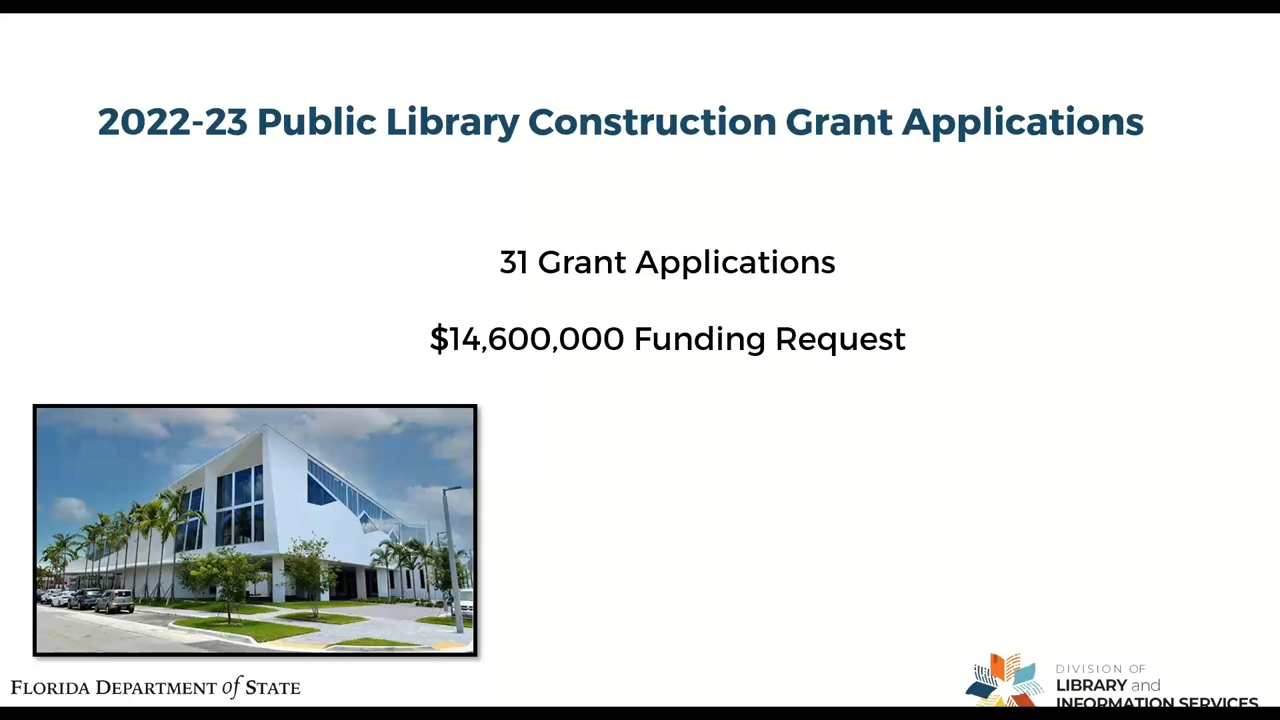 2022-23 Public Library Construction Grant Applications
31 Grant Applications
$14,600,000 Funding Request
FLORIDA DEPARTMENT of STATE
DIVISION OF
LIBRARY and
INFORMATION SERVICES